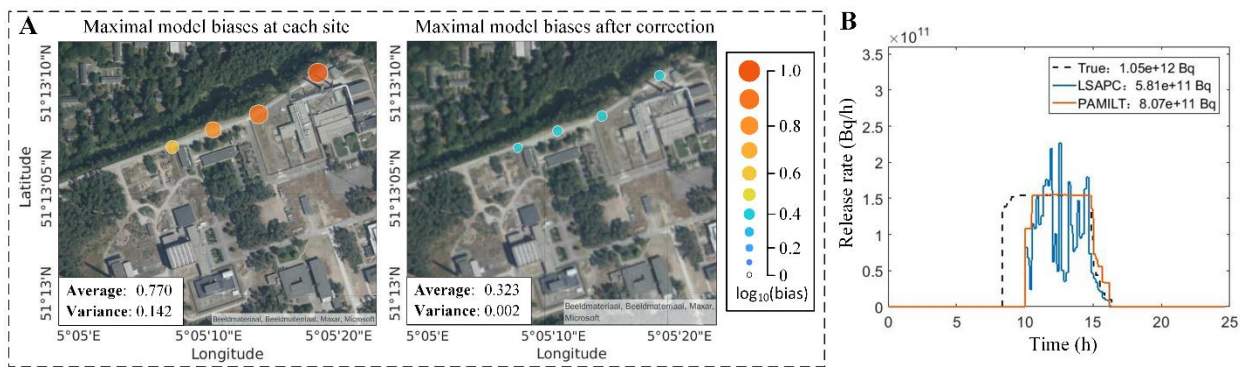 A
Maximal model biases at each site
Maximal model biases after correction
Latitude
51°13'10"N
51°13'05"N
51°13'N
Average: 0.770
Variance: 0.142
Beeldmateriaal, Beeldmateriaal, Maxar, Microsoft
5°05'E
5°05'10"E
5°05'20"E
Longitude
51°13'10"N
51°13'05"N
51°13'N
Average: 0.323
Variance: 0.002
Beeldmateriaal, Beeldmateriaal, Maxar,
Microsoft
5°05'E
5°05'10"E
5°05'20"E
Longitude
1.0
0.8
0.6
0.4
0.2
0
log10(bias)
B
×10^11
Release rate (Bq/h)
3.5
3
2.5
2
1.5
1
0.5
0
True: 1.05e+12 Bq
LSAPC: 5.81e+11 Bq
PAMILT: 8.07e+11 Bq
0
5
10
15
20
25
Time (h)